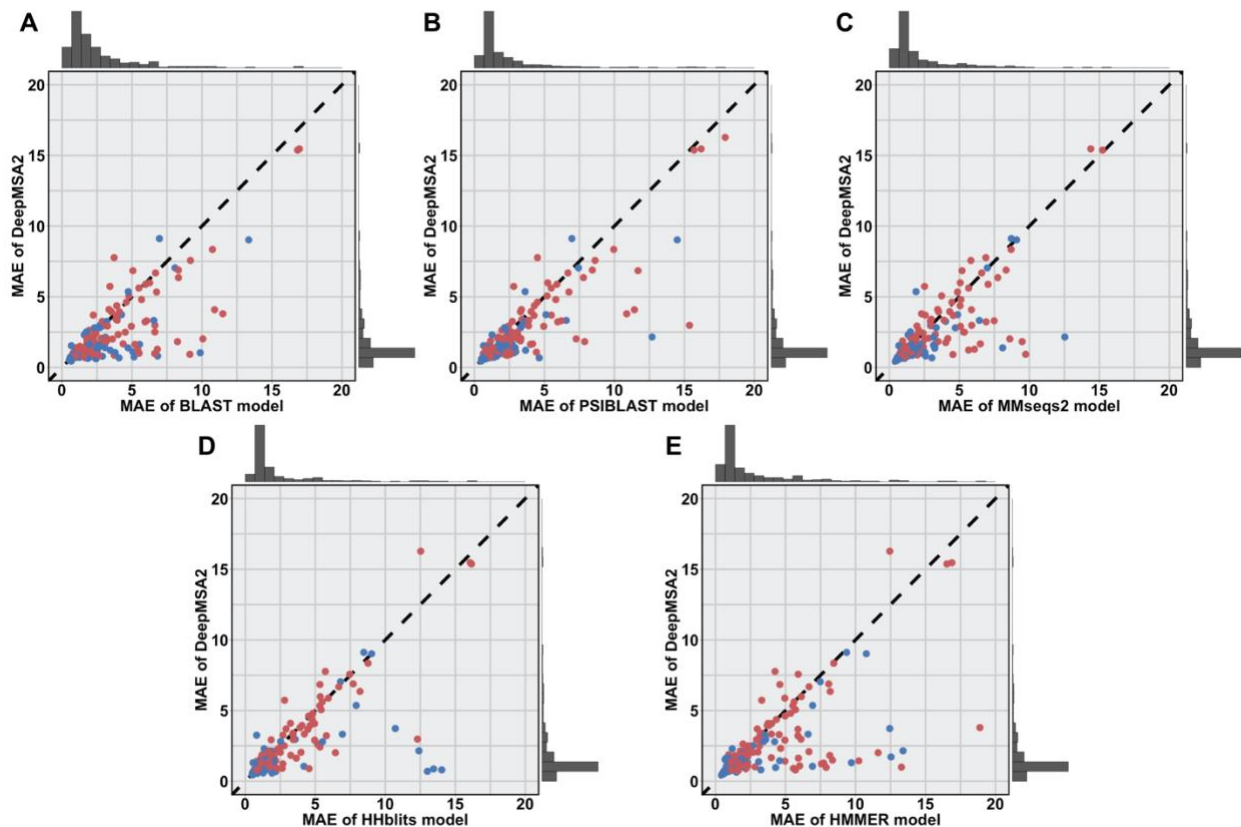 A
B
C
20
15
10
5
0
MAE of DeepMSA2
0 5 10 15 20
MAE of BLAST model
20
15
10
5
0
MAE of DeepMSA2
0 5 10 15 20
MAE of PSIBLAST model
20
15
10
5
0
MAE of DeepMSA2
0 5 10 15 20
MAE of MMseqs2 model
D
E
20
15
10
5
0
MAE of DeepMSA2
0 5 10 15 20
MAE of HHblits model
20
15
10
5
0
MAE of DeepMSA2
0 5 10 15 20
MAE of HMMER model